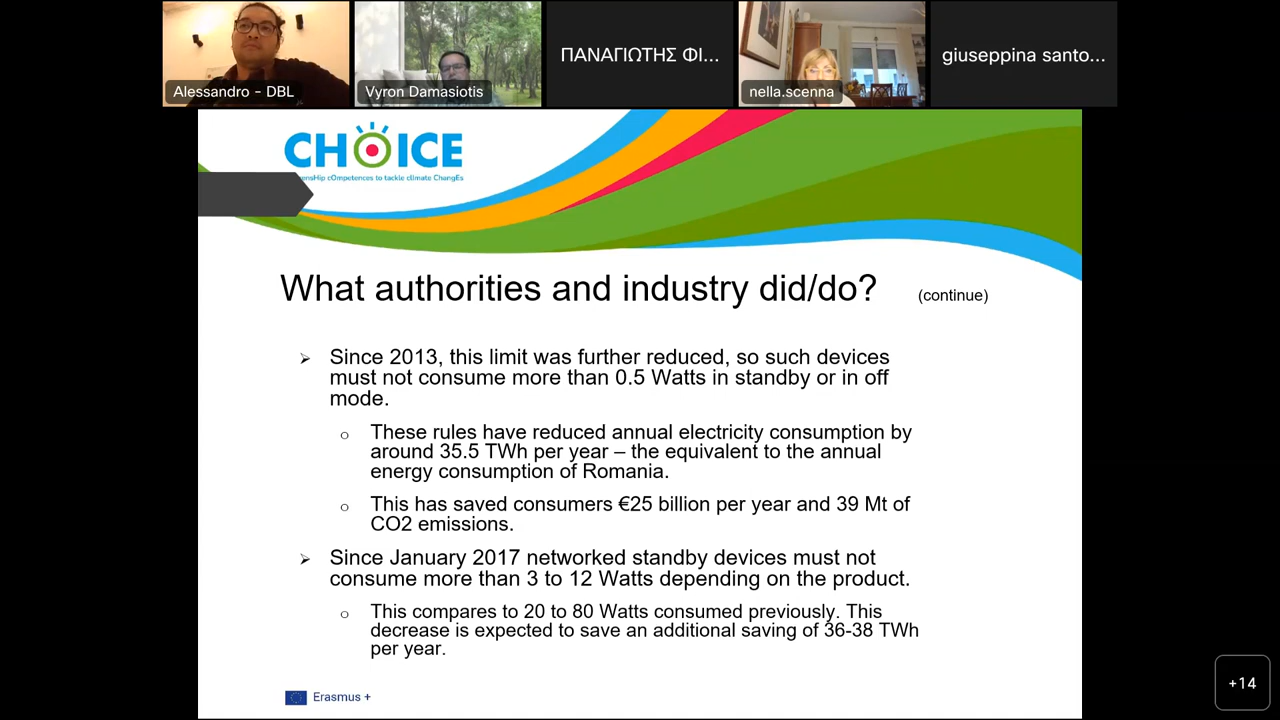 Alessandro - DBL
Vyron Damasiotis
ΠΑΝΑΓΙΩΤΗΣ ΦΙ...
nella.scenna
giuseppina santo...
CHOICE
ensHip cOmpetences to tackle clImate ChangEs
What authorities and industry did/do? (continue)
Since 2013, this limit was further reduced, so such devices
must not consume more than 0.5 Watts in standby or in off
mode.
These rules have reduced annual electricity consumption by
around 35.5 TWh per year – the equivalent to the annual
energy consumption of Romania.
This has saved consumers €25 billion per year and 39 Mt of
CO2 emissions.
Since January 2017 networked standby devices must not
consume more than 3 to 12 Watts depending on the product.
This compares to 20 to 80 Watts consumed previously. This
decrease is expected to save an additional saving of 36-38 TWh
per year.
Erasmus +
+14